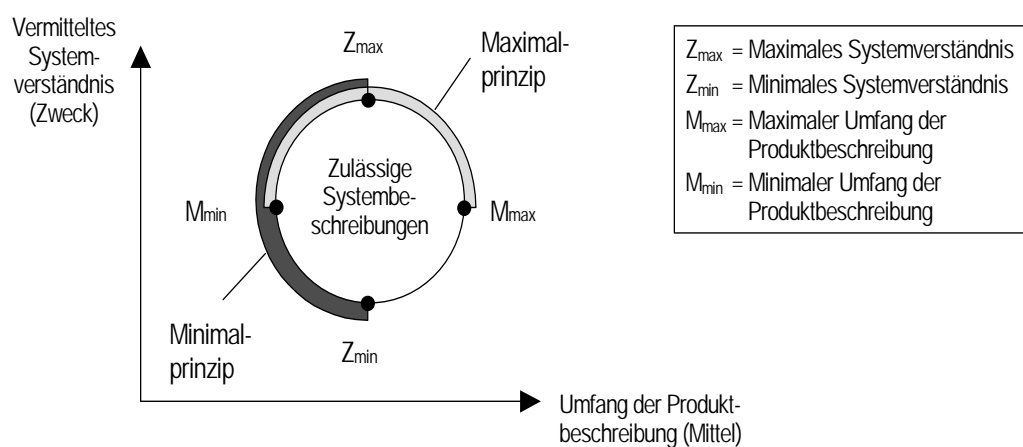 Vermitteltes
System-
verständnis
(Zweck)
Zmax
Maximal-
prinzip
Zulässige
Systembe-
schreibungen
Mmin
Mmax
Minimal-
prinzip
Zmin
Umfang der Produkt-
beschreibung (Mittel)
Zmax = Maximales Systemverständnis
Zmin = Minimales Systemverständnis
Mmax = Maximaler Umfang der
Produktbeschreibung
Mmin = Minimaler Umfang der
Produktbeschreibung